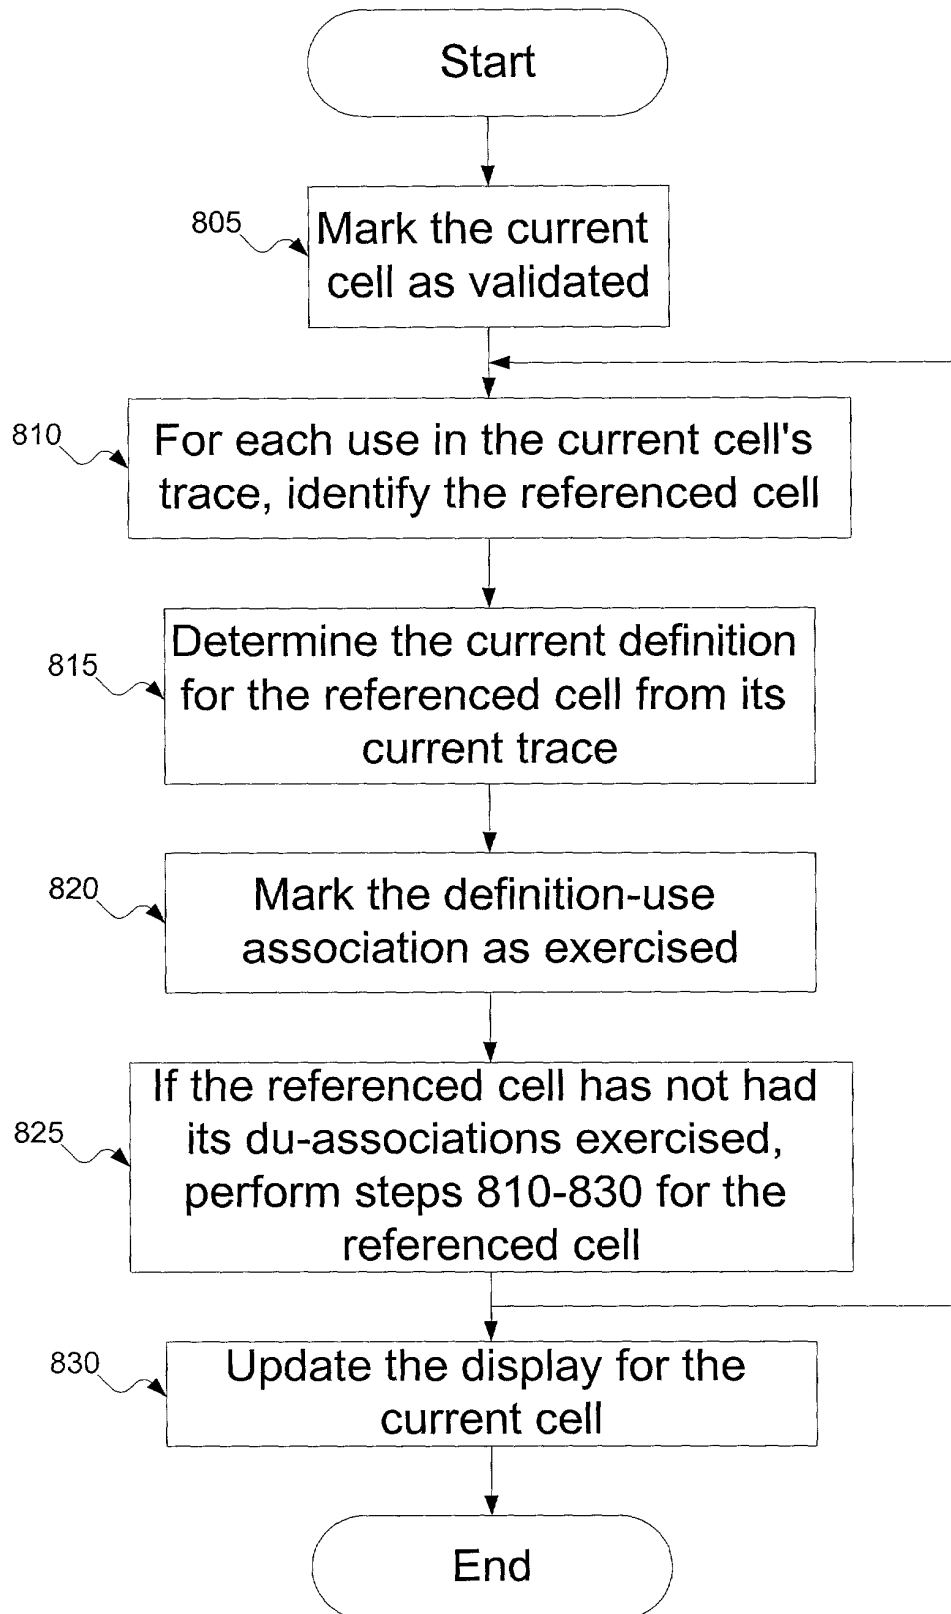 Start
805
Mark the current
cell as validated
810
For each use in the current cell's
trace, identify the referenced cell
815
Determine the current definition
for the referenced cell from its
current trace
820
Mark the definition-use
association as exercised
825
If the referenced cell has not had
its du-associations exercised,
perform steps 810-830 for the
referenced cell
830
Update the display for the
current cell
End